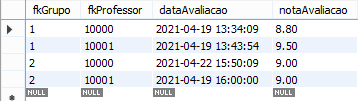 fkGrupo fkProfessor dataAvaliacao notaAvaliacao
1 10000 2021-04-19 13:34:09 8.80
1 10001 2021-04-19 13:43:54 9.50
2 10000 2021-04-22 15:50:09 9.00
2 10001 2021-04-19 16:00:00 9.00
NULL NULL NULL NULL